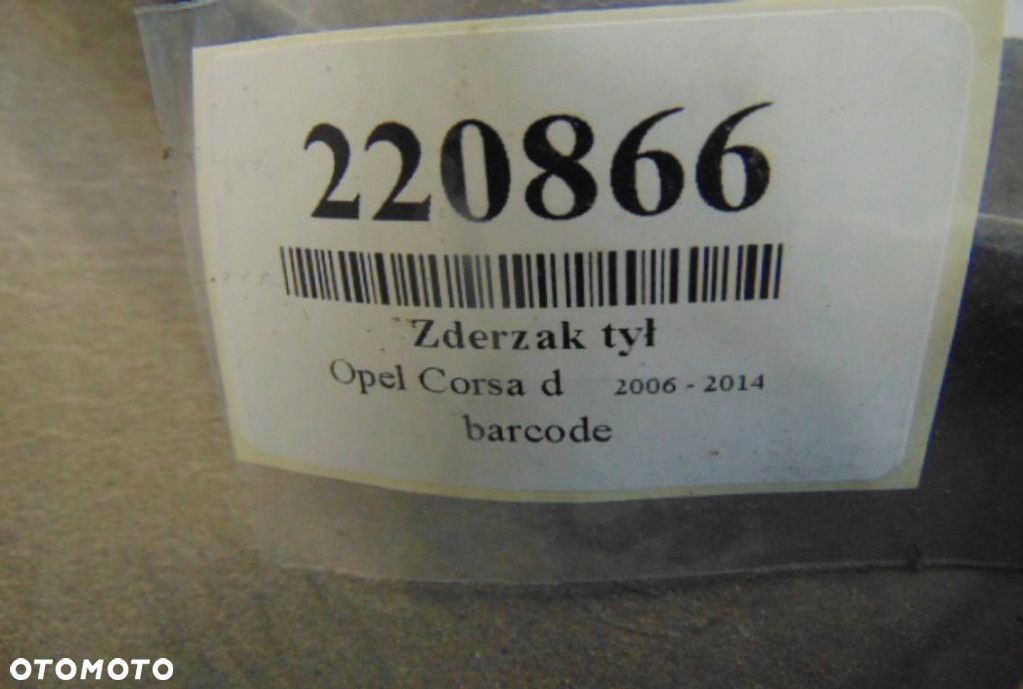 220866
Zderzak tył
Opel Corsa d 2006 - 2014
barcode
OTOMOTO